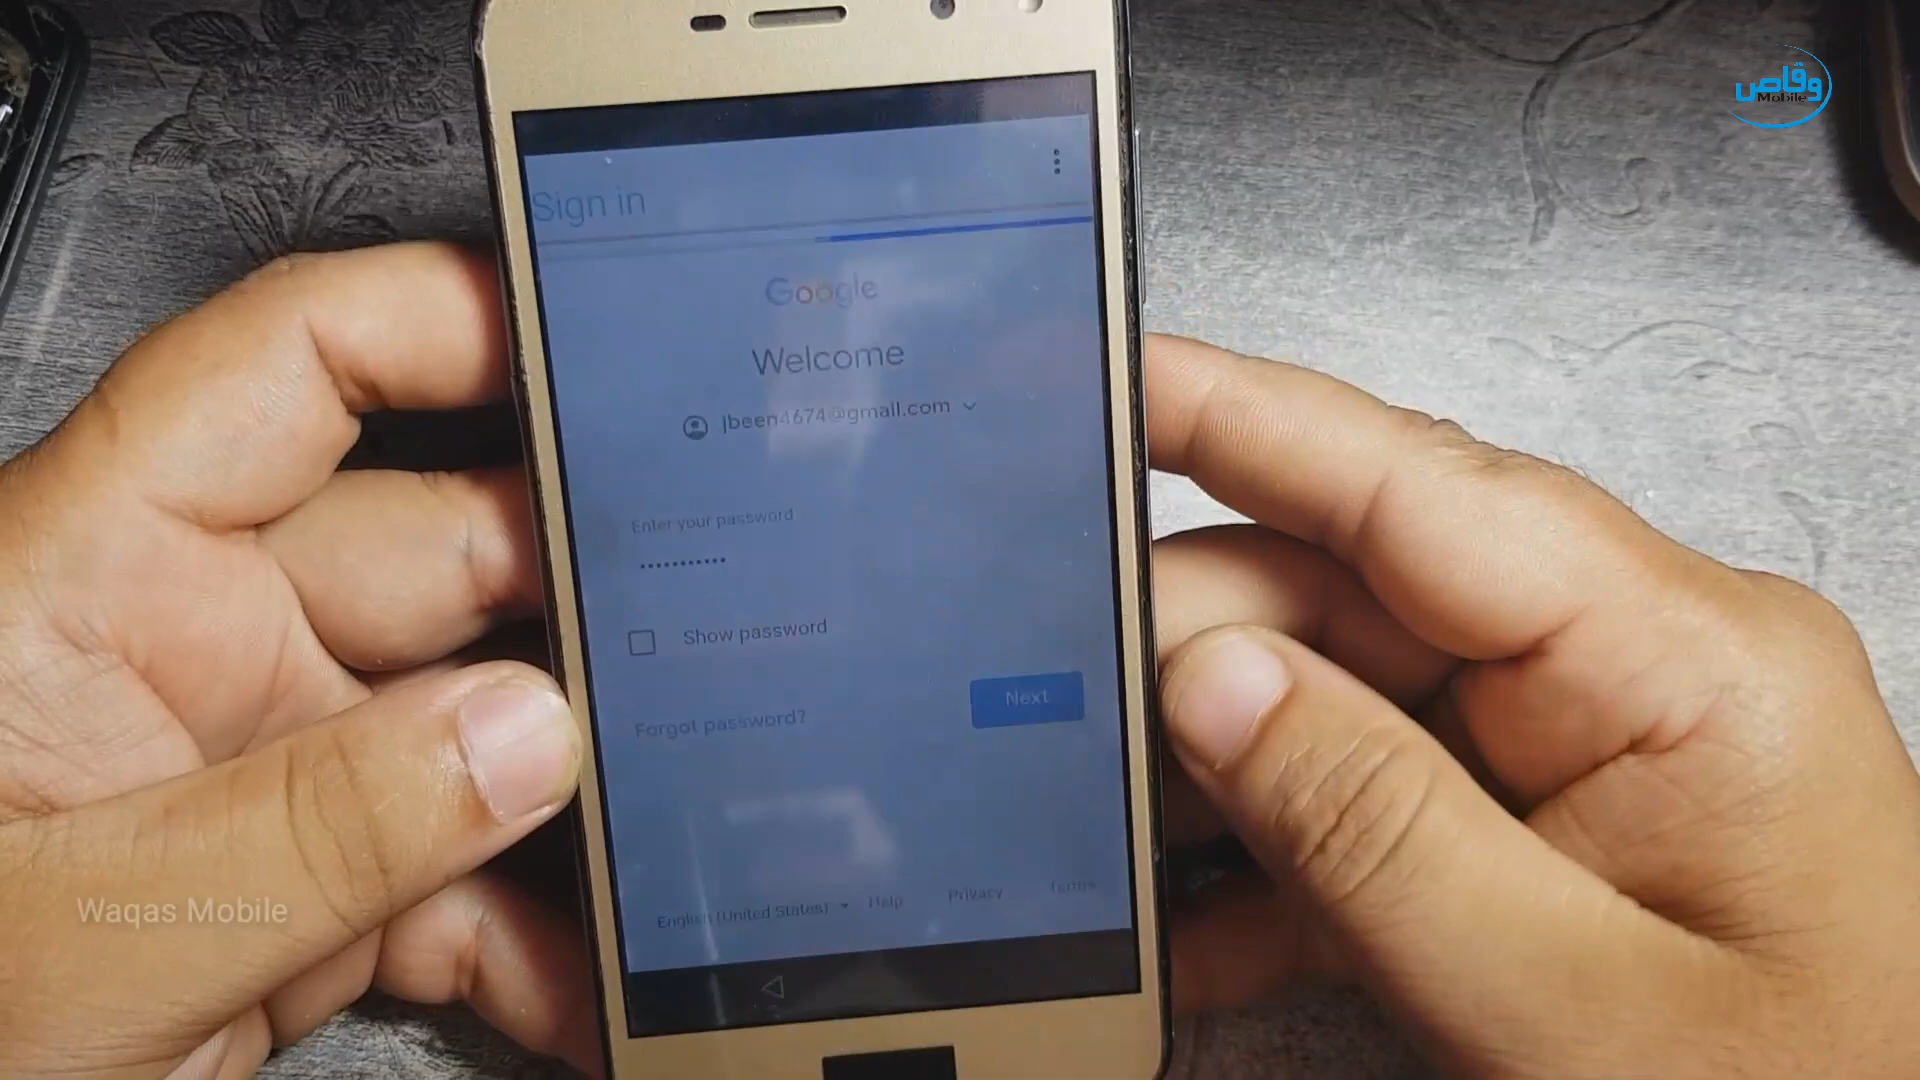 وقاص
Mobile
Sign in
Google
Welcome
jbeen4674@gmail.com
Enter your password
•••••••••••
Show password
Next
Forgot password?
English (United States) Help Privacy Terms
Waqas Mobile